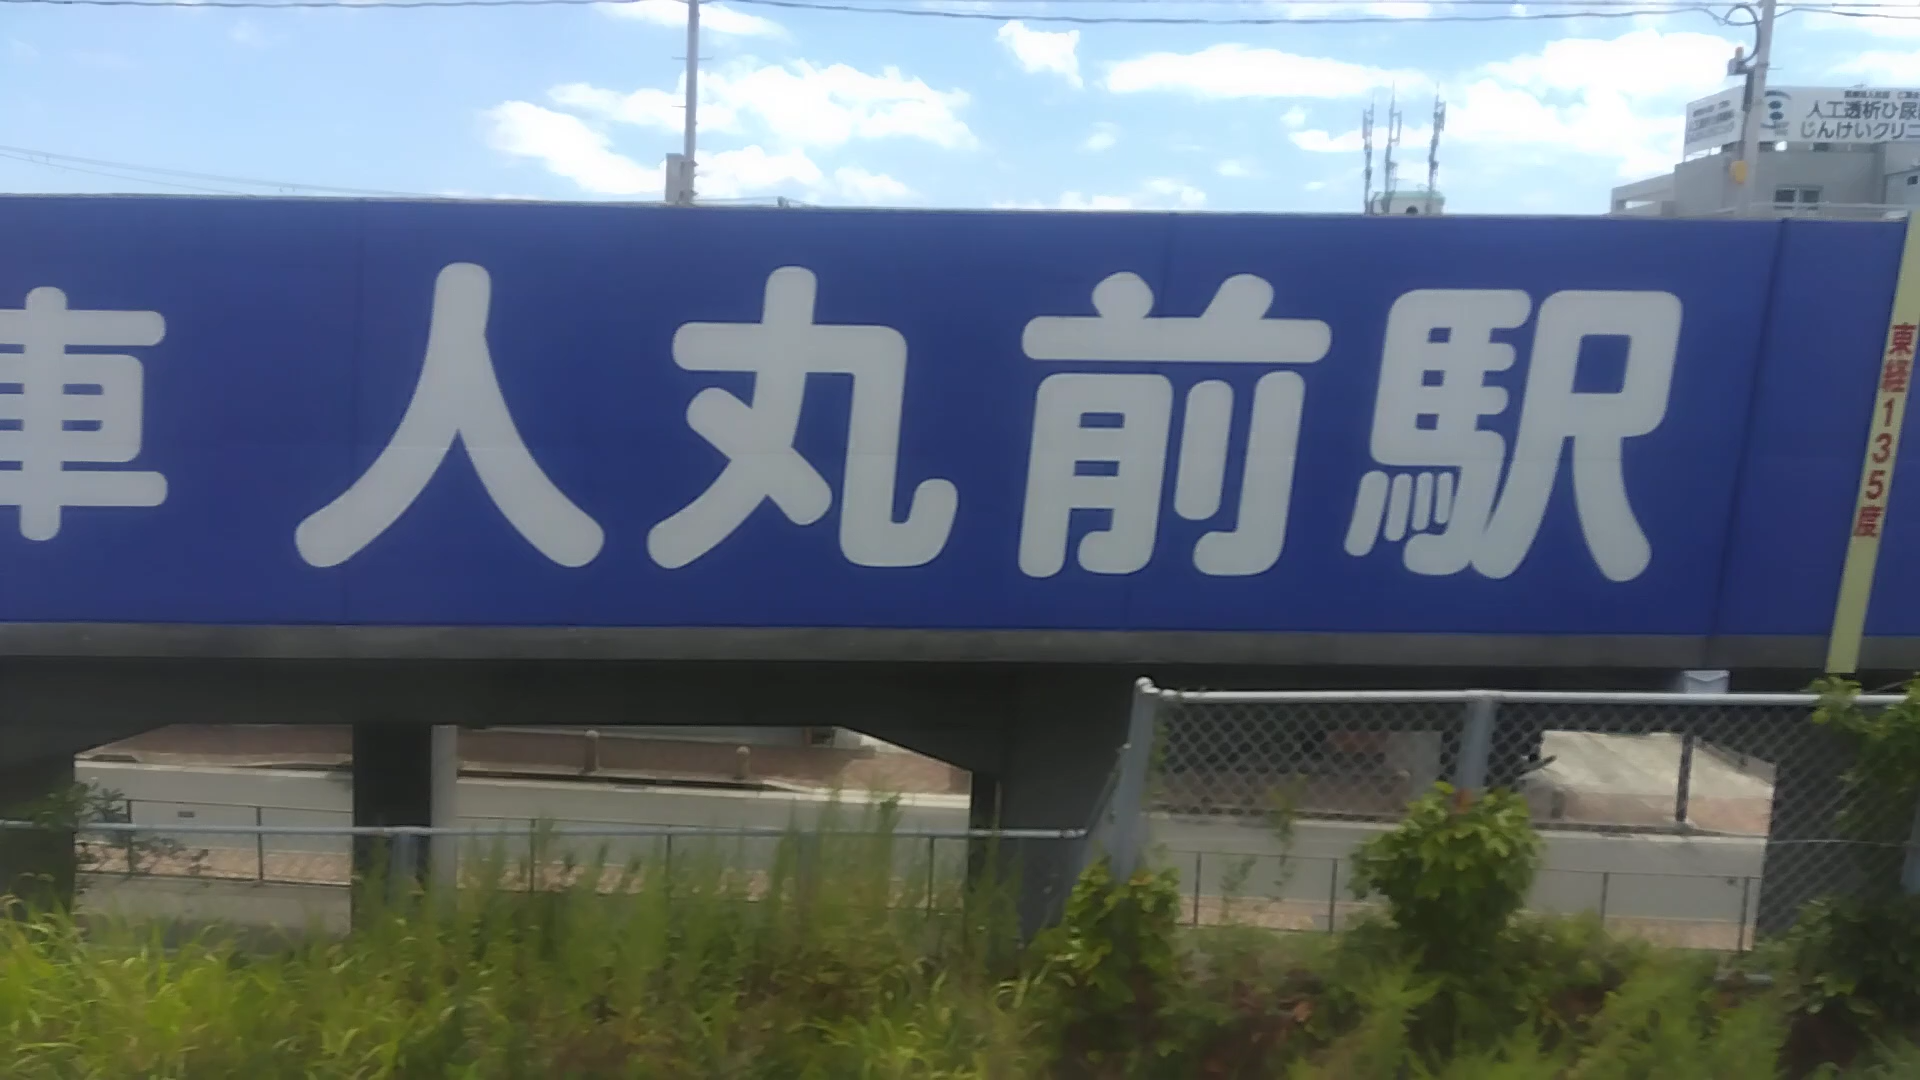 車 人丸前駅
東経135度
人工透析ひ尿
じんけいクリニ